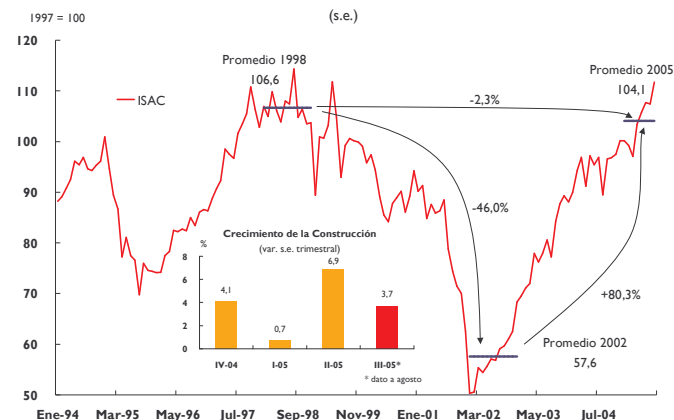 1997 = 100
(s.e.)
120
110
100
90
80
70
60
50
ISAC
Promedio 1998
106,6
Promedio 2005
104,1
-2,3%
-46,0%
+80,3%
Promedio 2002
57,6
Crecimiento de la Construcción
(var. s.e. trimestral)
%
8
6
4
2
0
4,1
0,7
6,9
3,7
IV-04 I-05 II-05 III-05*
* dato a agosto
Ene-94 Mar-95 May-96 Jul-97 Sep-98 Nov-99 Ene-01 Mar-02 May-03 Jul-04